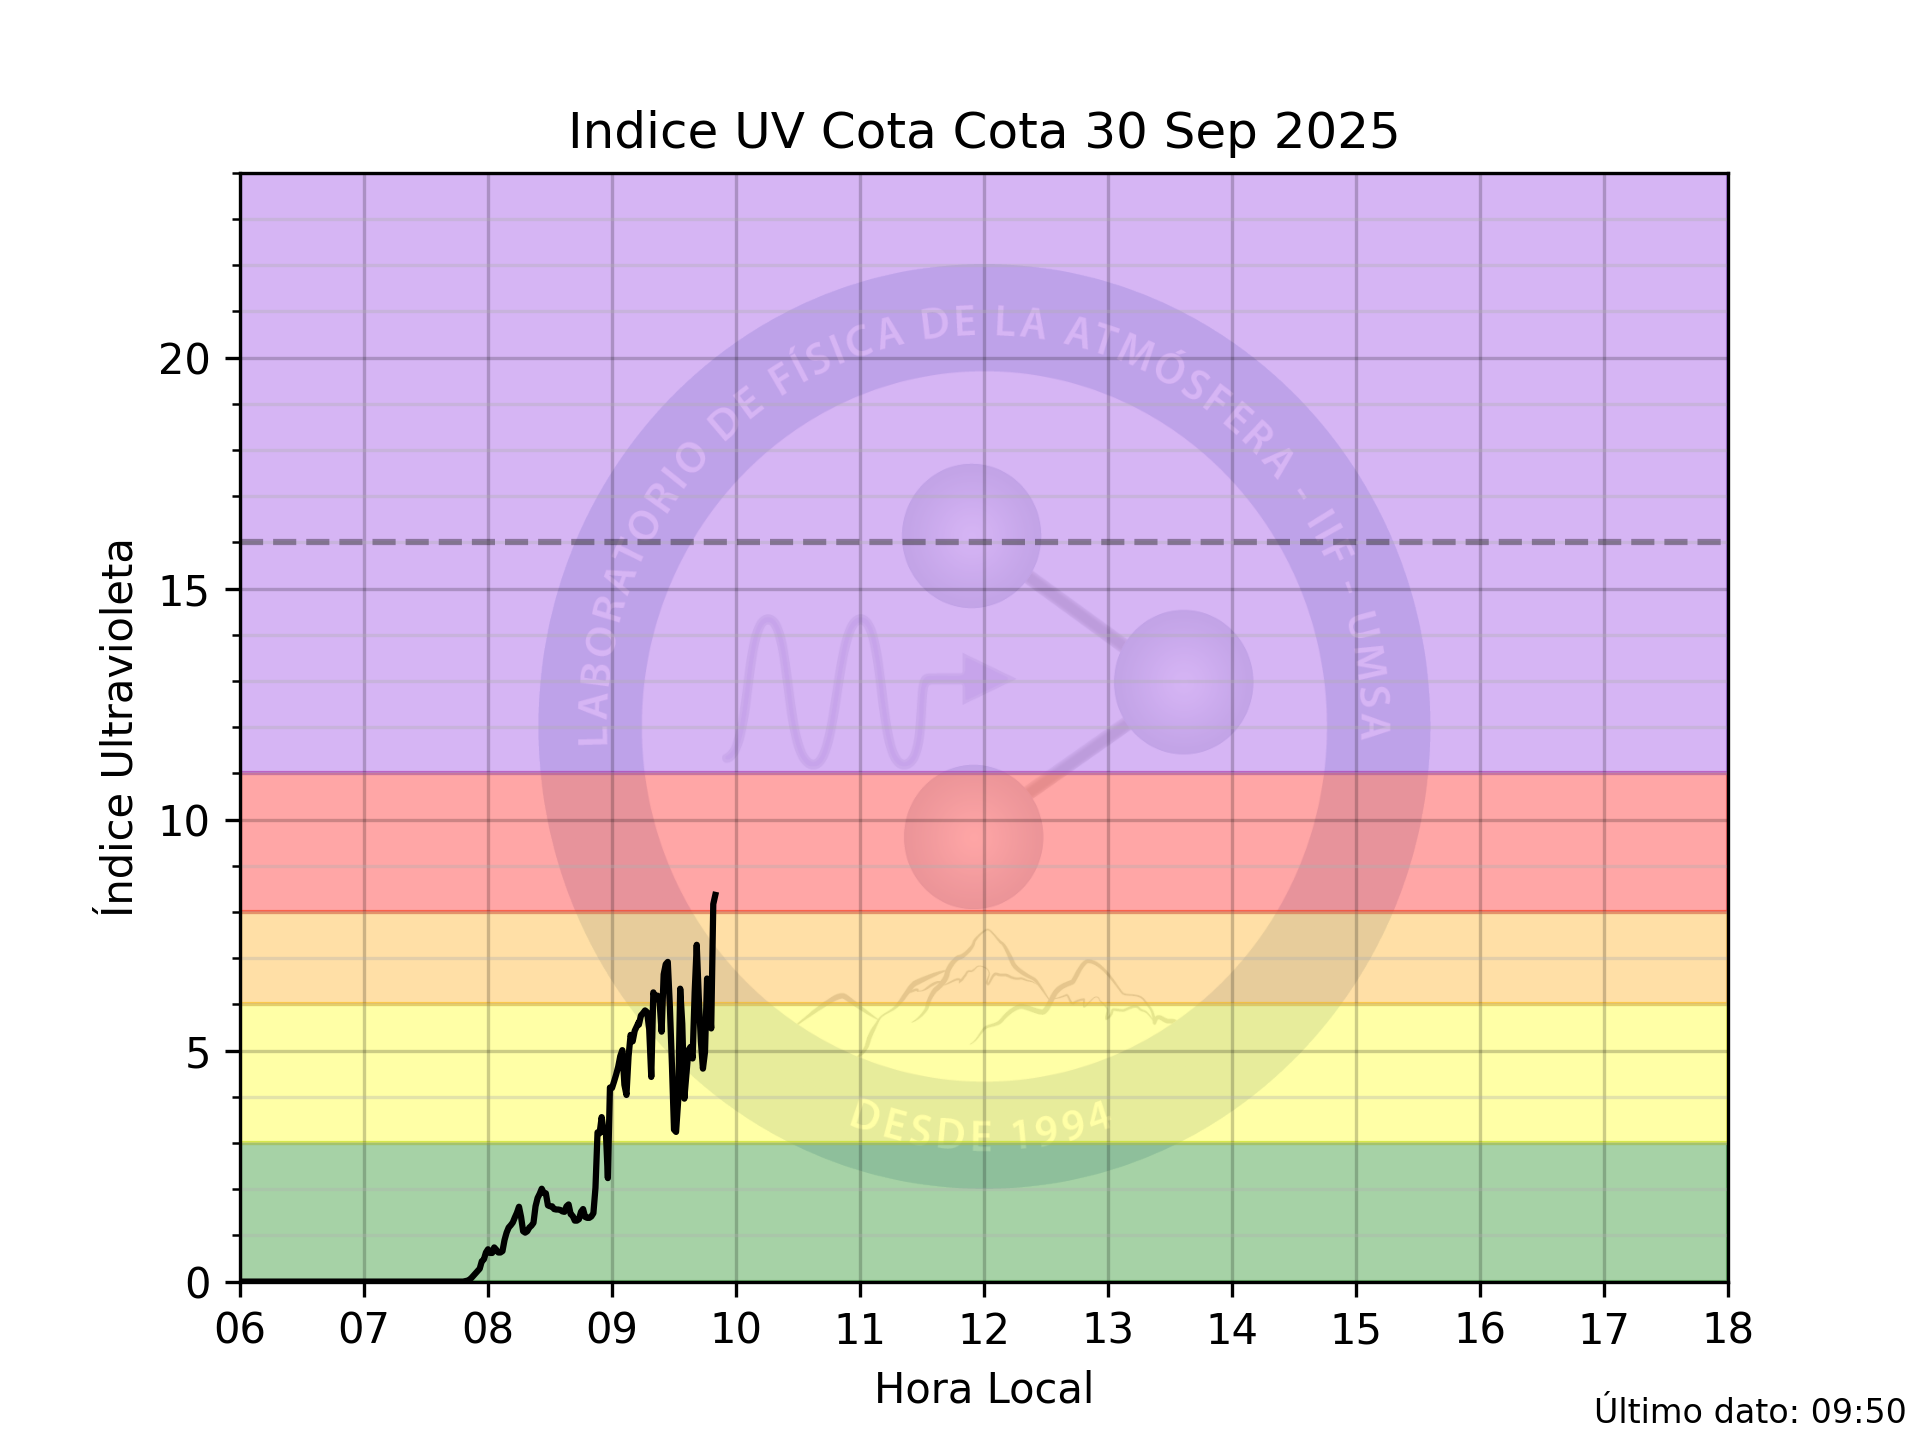 Indice UV Cota Cota 30 Sep 2025
LABORATORIO DE FÍSICA DE LA ATMÓSFERA - IIF - UMSA
DESDE 1994
Índice Ultravioleta
20
15
10
5
0
06 07 08 09 10 11 12 13 14 15 16 17 18
Hora Local
Último dato: 09:50